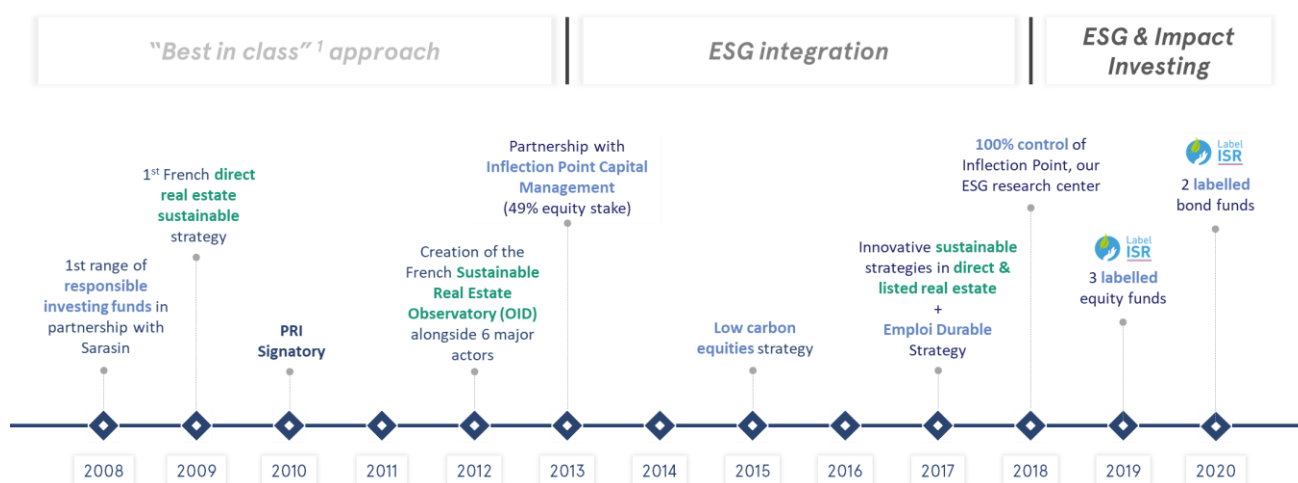 “Best in class” 1 approach
ESG integration
ESG & Impact
Investing
1st range of
responsible
investing funds in
partnership with
Sarasin
1st French direct
real estate
sustainable
strategy
PRI
Signatory
Creation of the
French Sustainable
Real Estate
Observatory (OID)
alongside 6 major
actors
Partnership with
Inflection Point Capital
Management
(49% equity stake)
Low carbon
equities strategy
Innovative sustainable
strategies in direct &
listed real estate
+
Emploi Durable
Strategy
100% control of
Inflection Point, our
ESG research center
Label
ISR
3 labelled
equity funds
Label
ISR
2 labelled
bond funds
2008
2009
2010
2011
2012
2013
2014
2015
2016
2017
2018
2019
2020